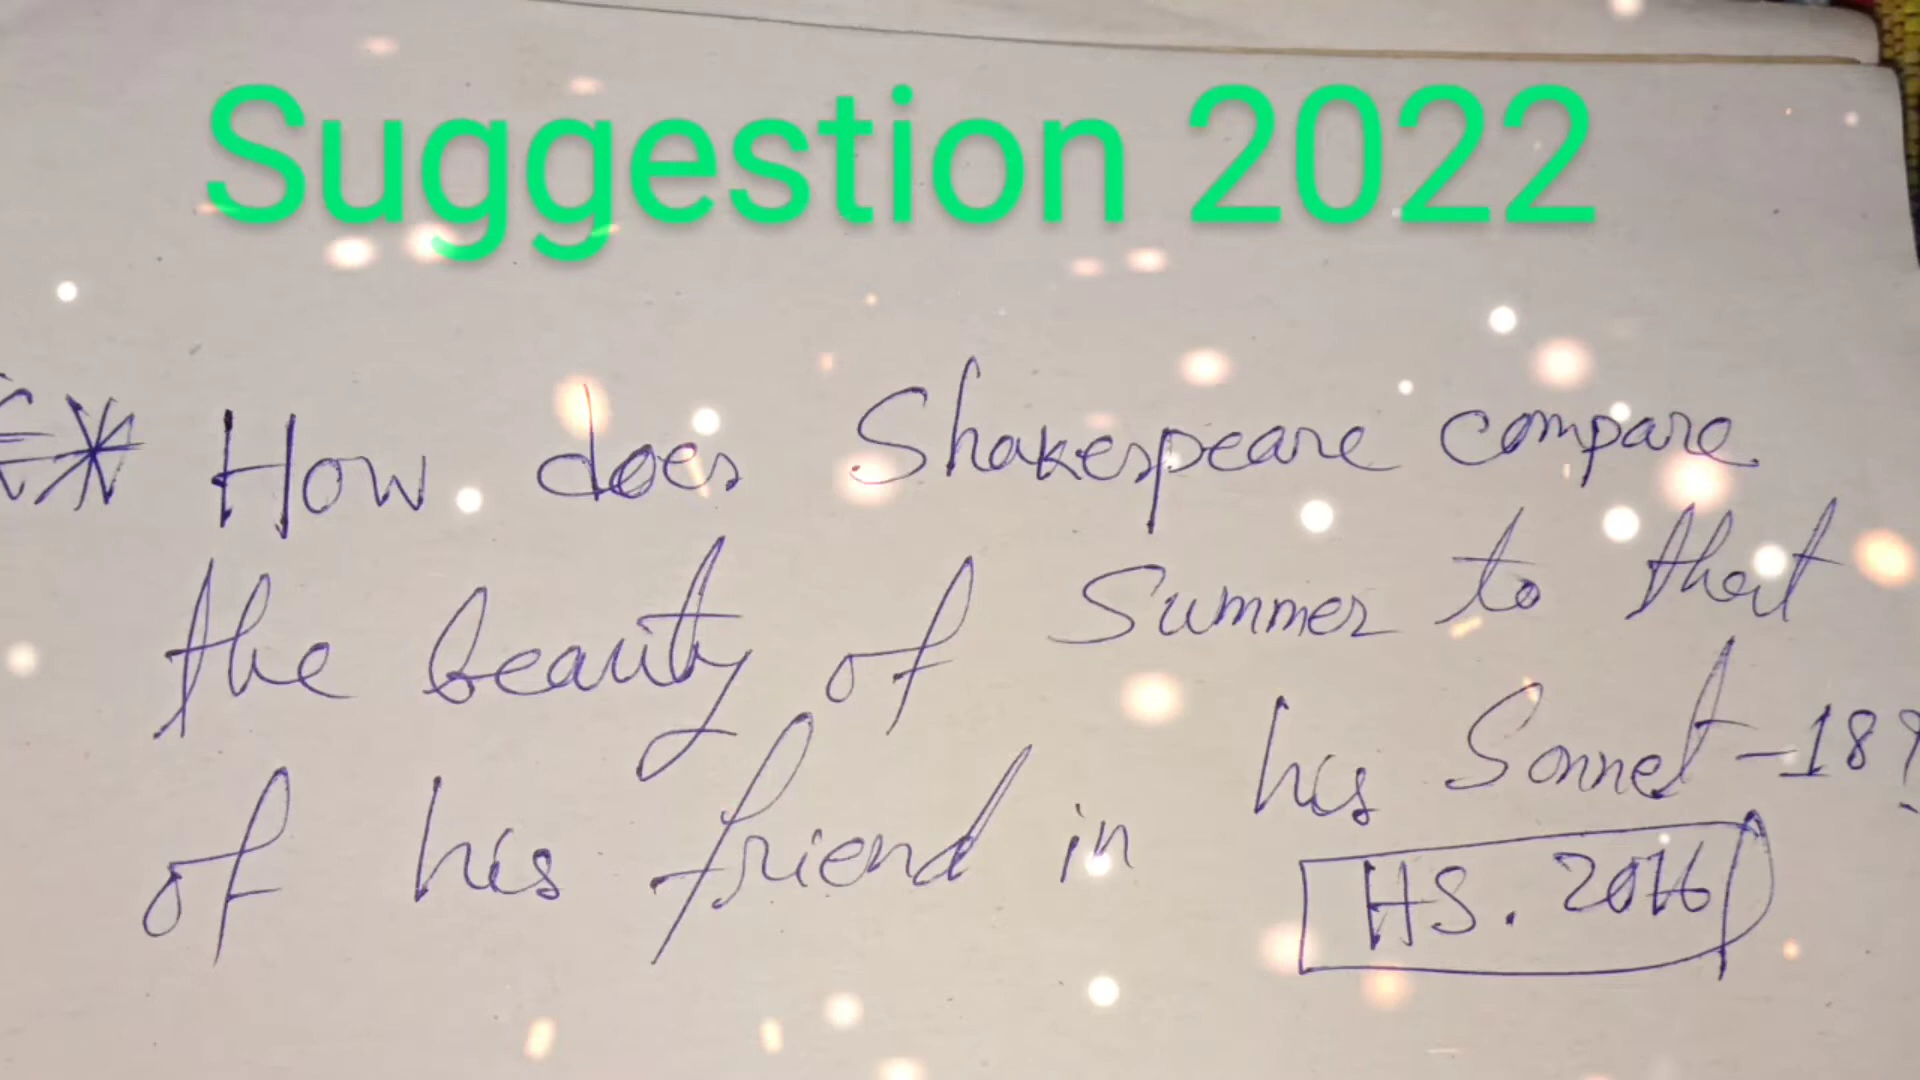 Suggestion 2022
* How does Shakespeare compare
the beauty of Summer to that
of his friend in his Sonnet-18?
HS. 2016